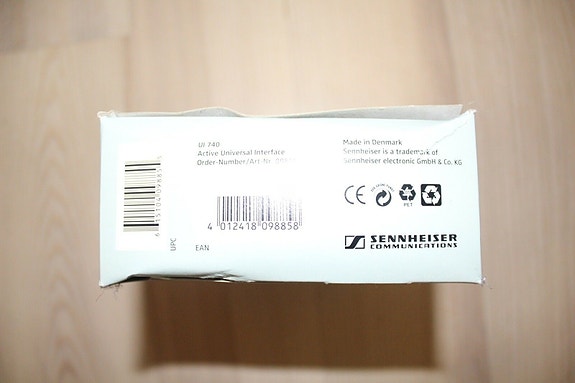 UI 740
Active Universal Interface
Order-Number/Art-Nr.
4 012418 098858
EAN
UPC
Made in Denmark
Sennheiser is a trademark of
Sennheiser electronic GmbH & Co. KG
CE
PET
SENNHEISER
COMMUNICATIONS